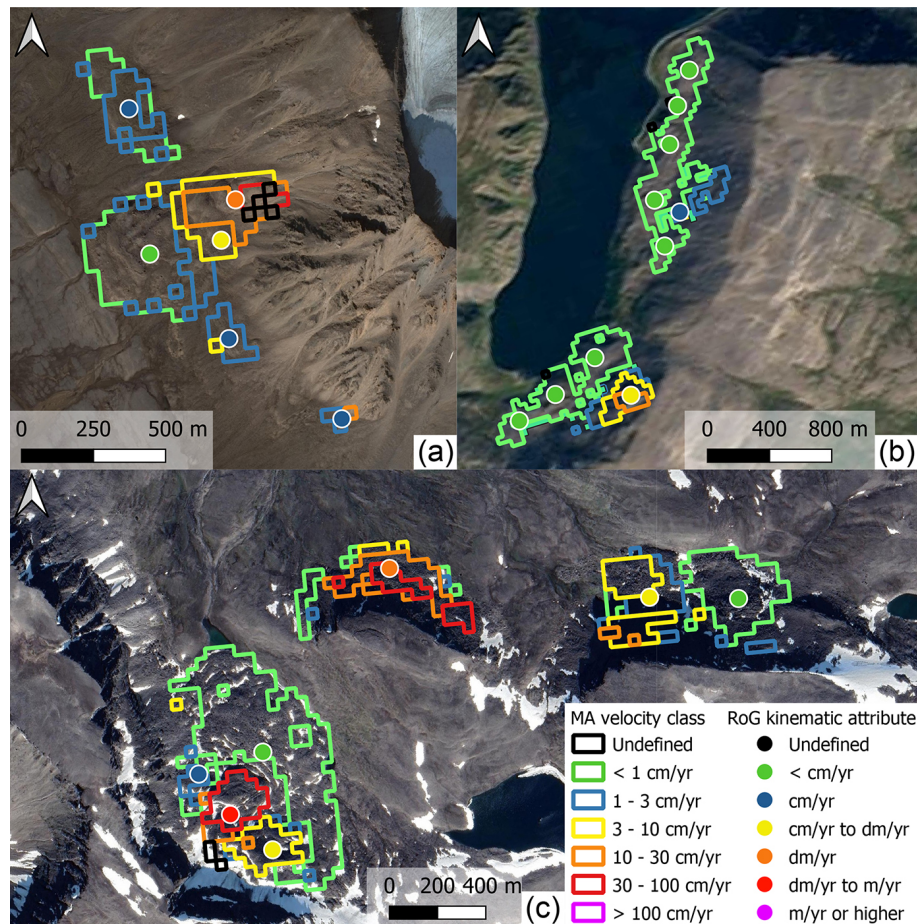 0 250 500 m
(a)
0 400 800 m
(b)
MA velocity class RoG kinematic attribute
Undefined Undefined
< 1 cm/yr < cm/yr
1 - 3 cm/yr cm/yr
3 - 10 cm/yr cm/yr to dm/yr
10 - 30 cm/yr dm/yr
30 - 100 cm/yr dm/yr to m/yr
> 100 cm/yr m/yr or higher
0 200 400 m
(c)